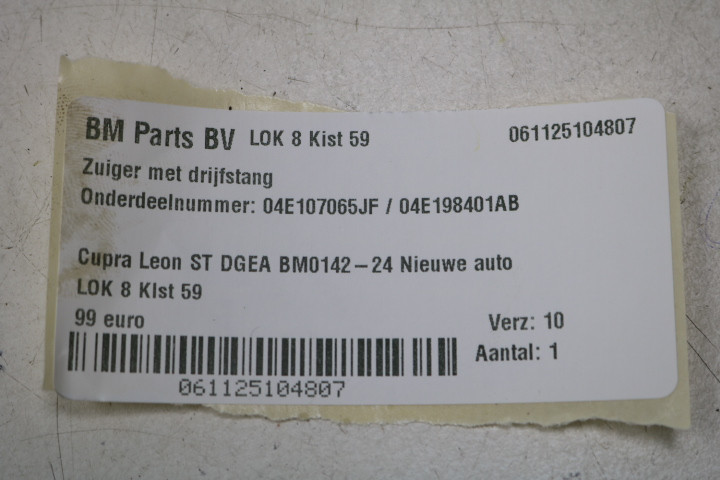 BM Parts BV LOK 8 Kist 59 061125104807
Zuiger met drijfstang
Onderdeelnummer: 04E107065JF / 04E198401AB
Cupra Leon ST DGEA BM0142-24 Nieuwe auto
LOK 8 KIst 59
99 euro Verz: 10
Aantal: 1
061125104807